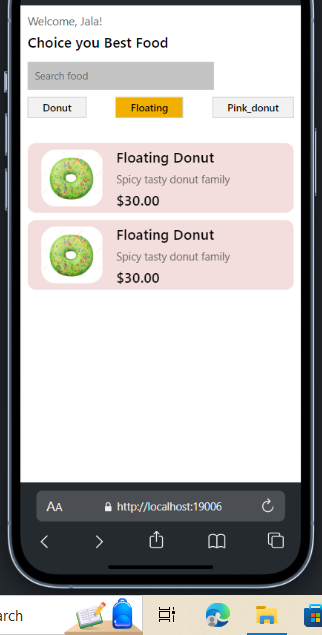 Welcome, Jala!
Choice you Best Food
Search food
Donut Floating Pink_donut
Floating Donut
Spicy tasty donut family
$30.00
Floating Donut
Spicy tasty donut family
$30.00
AA http://localhost:19006
arch